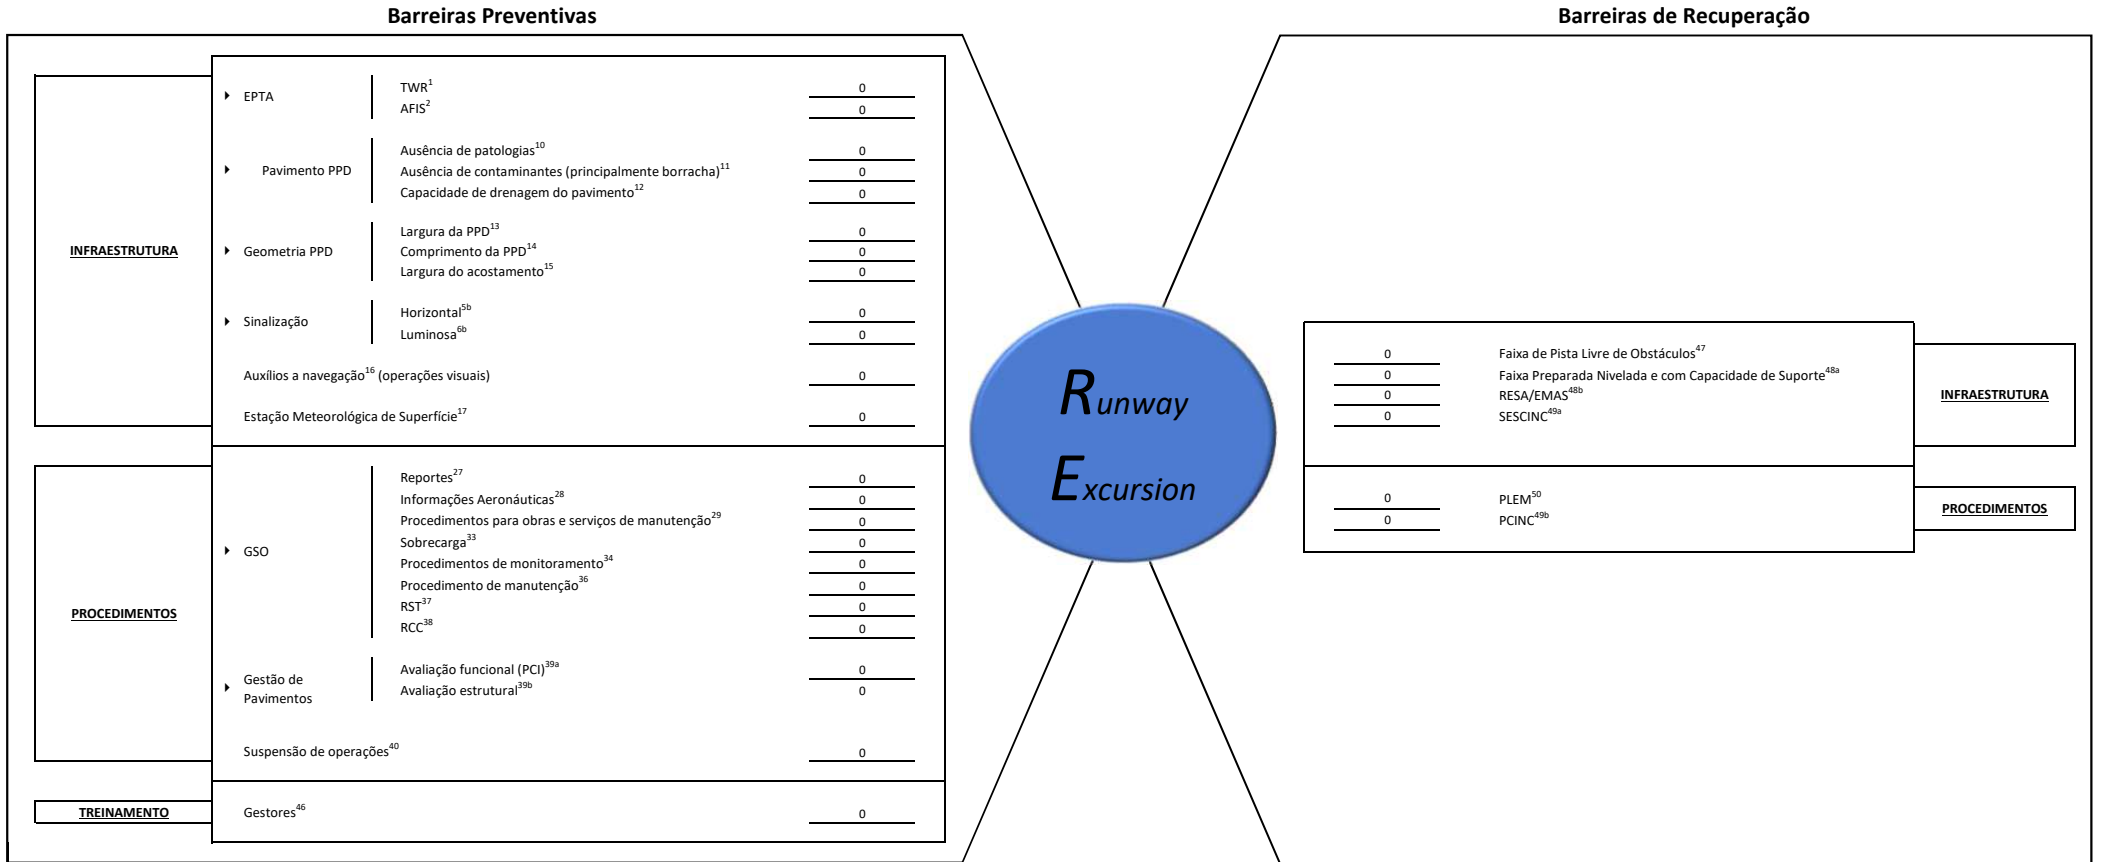 Barreiras Preventivas
Barreiras de Recuperação
INFRAESTRUTURA
EPTA
TWR1 0
AFIS2 0
Pavimento PPD
Ausência de patologias10 0
Ausência de contaminantes (principalmente borracha)11 0
Capacidade de drenagem do pavimento12 0
Geometria PPD
Largura da PPD13 0
Comprimento da PPD14 0
Largura do acostamento15 0
Sinalização
Horizontal5b 0
Luminosa6b 0
Auxílios a navegação16 (operações visuais) 0
Estação Meteorológica de Superfície17 0
PROCEDIMENTOS
GSO
Reportes27 0
Informações Aeronáuticas28 0
Procedimentos para obras e serviços de manutenção29 0
Sobrecarga33 0
Procedimentos de monitoramento34 0
Procedimento de manutenção36 0
RST37 0
RCC38 0
Gestão de
Pavimentos
Avaliação funcional (PCI)39a 0
Avaliação estrutural39b 0
Suspensão de operações40 0
TREINAMENTO
Gestores46 0
Runway
Excursion
0 Faixa de Pista Livre de Obstáculos47
0 Faixa Preparada Nivelada e com Capacidade de Suporte48a
0 RESA/EMAS48b
0 SESCINC49a
INFRAESTRUTURA
0 PLEM50
0 PCINC49b
PROCEDIMENTOS